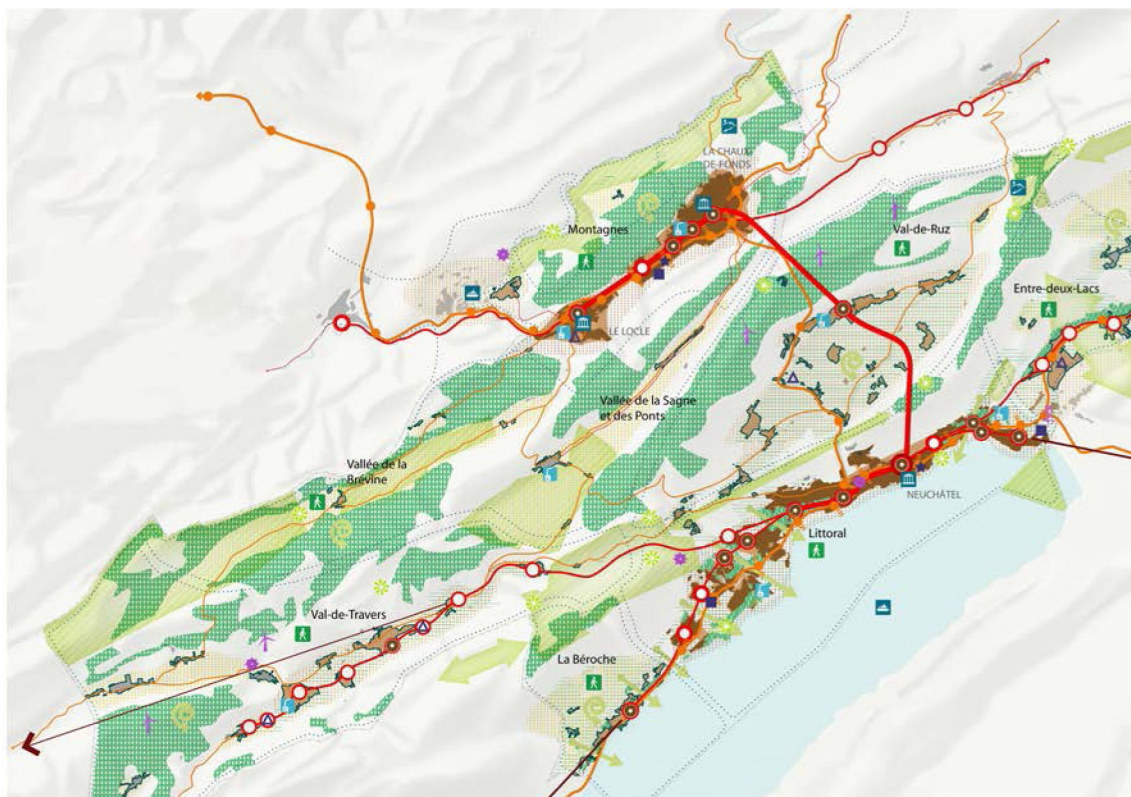 LA CHAUX-
DE-FONDS
Montagnes
Val-de-Ruz
Entre-deux-Lacs
LE LOCLE
Vallée de la Sagne
et des Ponts
Vallée de la
Brévine
NEUCHÂTEL
Littoral
Val-de-Travers
La Béroche